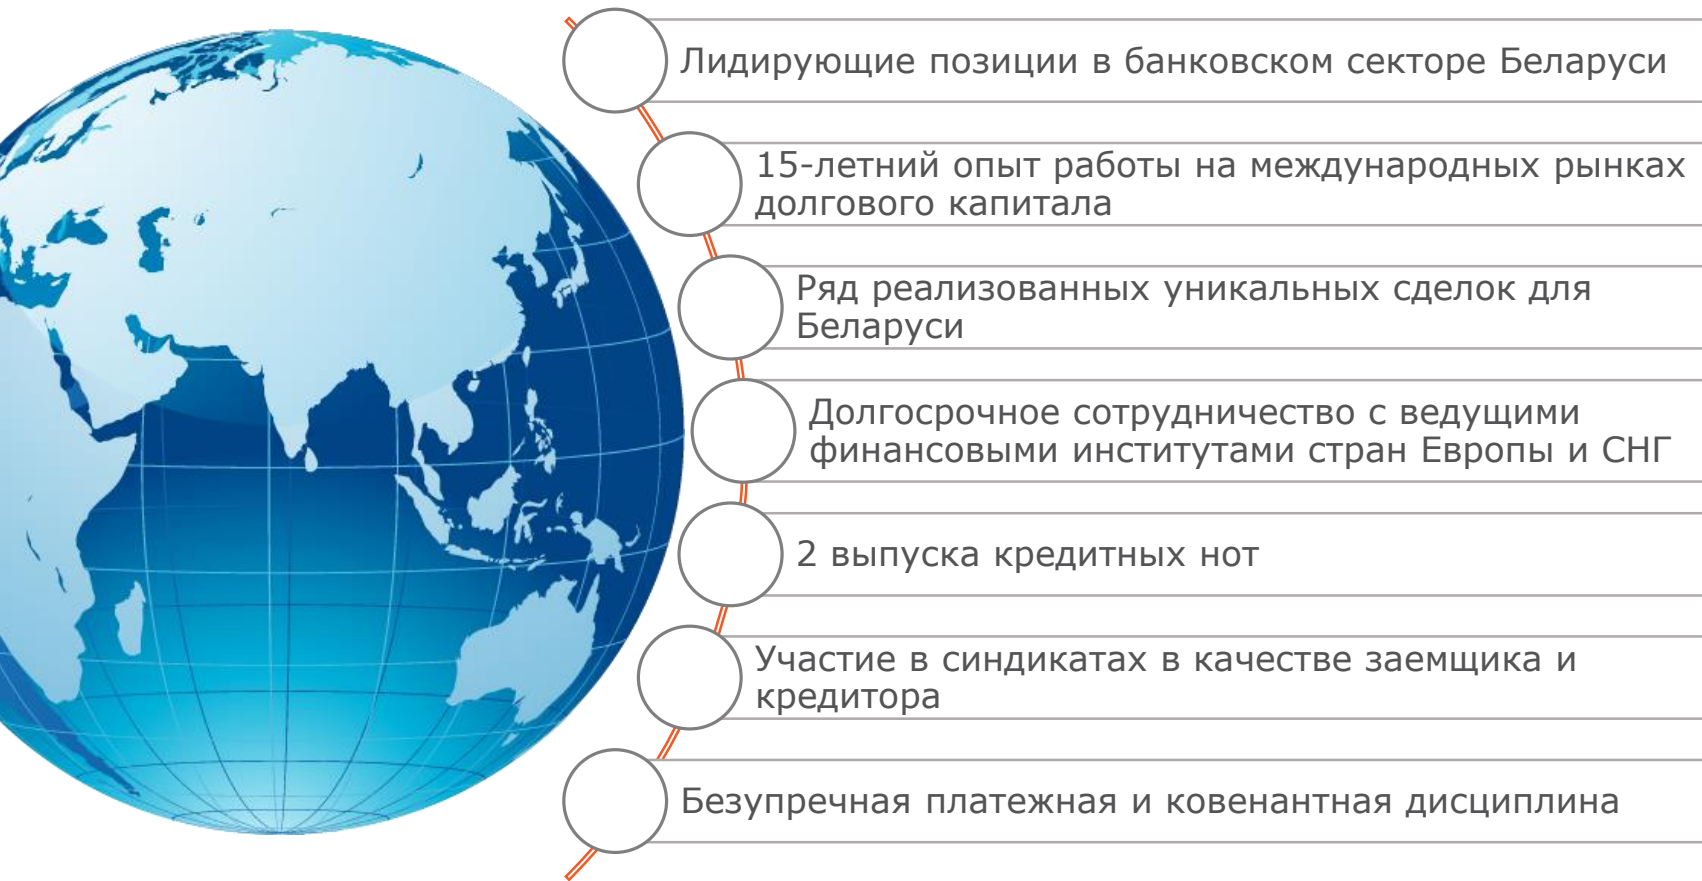 Лидирующие позиции в банковском секторе Беларуси
15-летний опыт работы на международных рынках
долгового капитала
Ряд реализованных уникальных сделок для
Беларуси
Долгосрочное сотрудничество с ведущими
финансовыми институтами стран Европы и СНГ
2 выпуска кредитных нот
Участие в синдикатах в качестве заемщика и
кредитора
Безупречная платежная и ковенантная дисциплина